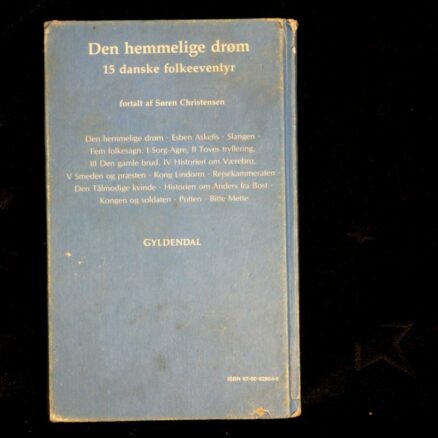 Den hemmelige drøm
15 danske folkeeventyr
fortalt af Søren Christensen
Den hemmelige drøm · Esben Askefis · Slangen ·
Fem folkesagn. I Sorg-Agre, II Toves tryllering,
III Den gamle brud, IV Historien om Værebro,
V Smeden og præsten · Kong Lindorm · Rejsekammeraten ·
Den Tålmodige kvinde · Historien om Anders fra Bost ·
Kongen og soldaten · Potten · Bitte Mette
GYLDENDAL
ISBN